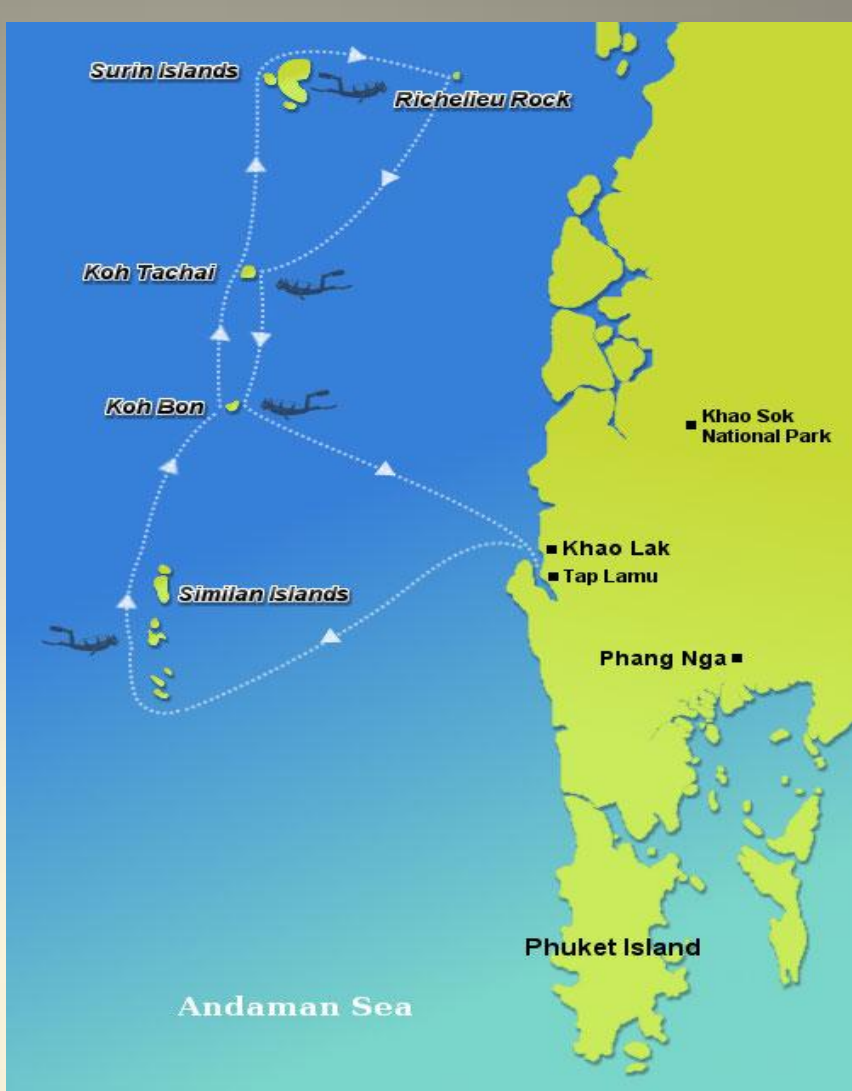 Surin Islands
Richelieu Rock
Koh Tachai
Koh Bon
Khao Sok
National Park
Khao Lak
Tap Lamu
Similan Islands
Phang Nga
Phuket Island
Andaman Sea